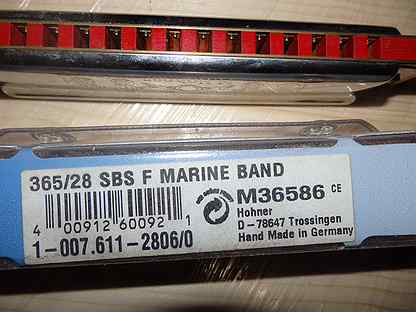 365/28 SBS F MARINE BAND
4 00912 60092 1
1-007.611-2806/0
M36586 CE
Hohner
D - 78647 Trossingen
Hand Made in Germany